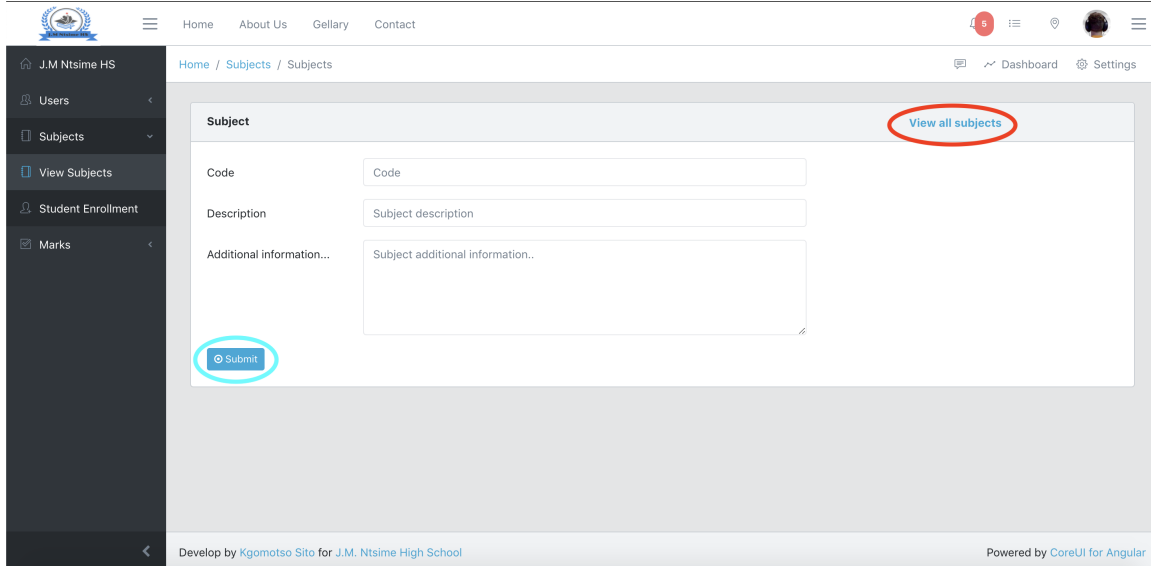 J.M Ntsime HS
Home About Us Gellary Contact 5
J.M Ntsime HS
Home / Subjects / Subjects Dashboard Settings
Users
Subjects
View Subjects
Student Enrollment
Marks
Subject View all subjects
Code Code
Description Subject description
Additional information... Subject additional information..
Submit
Develop by Kgomotso Sito for J.M. Ntsime High School Powered by CoreUI for Angular